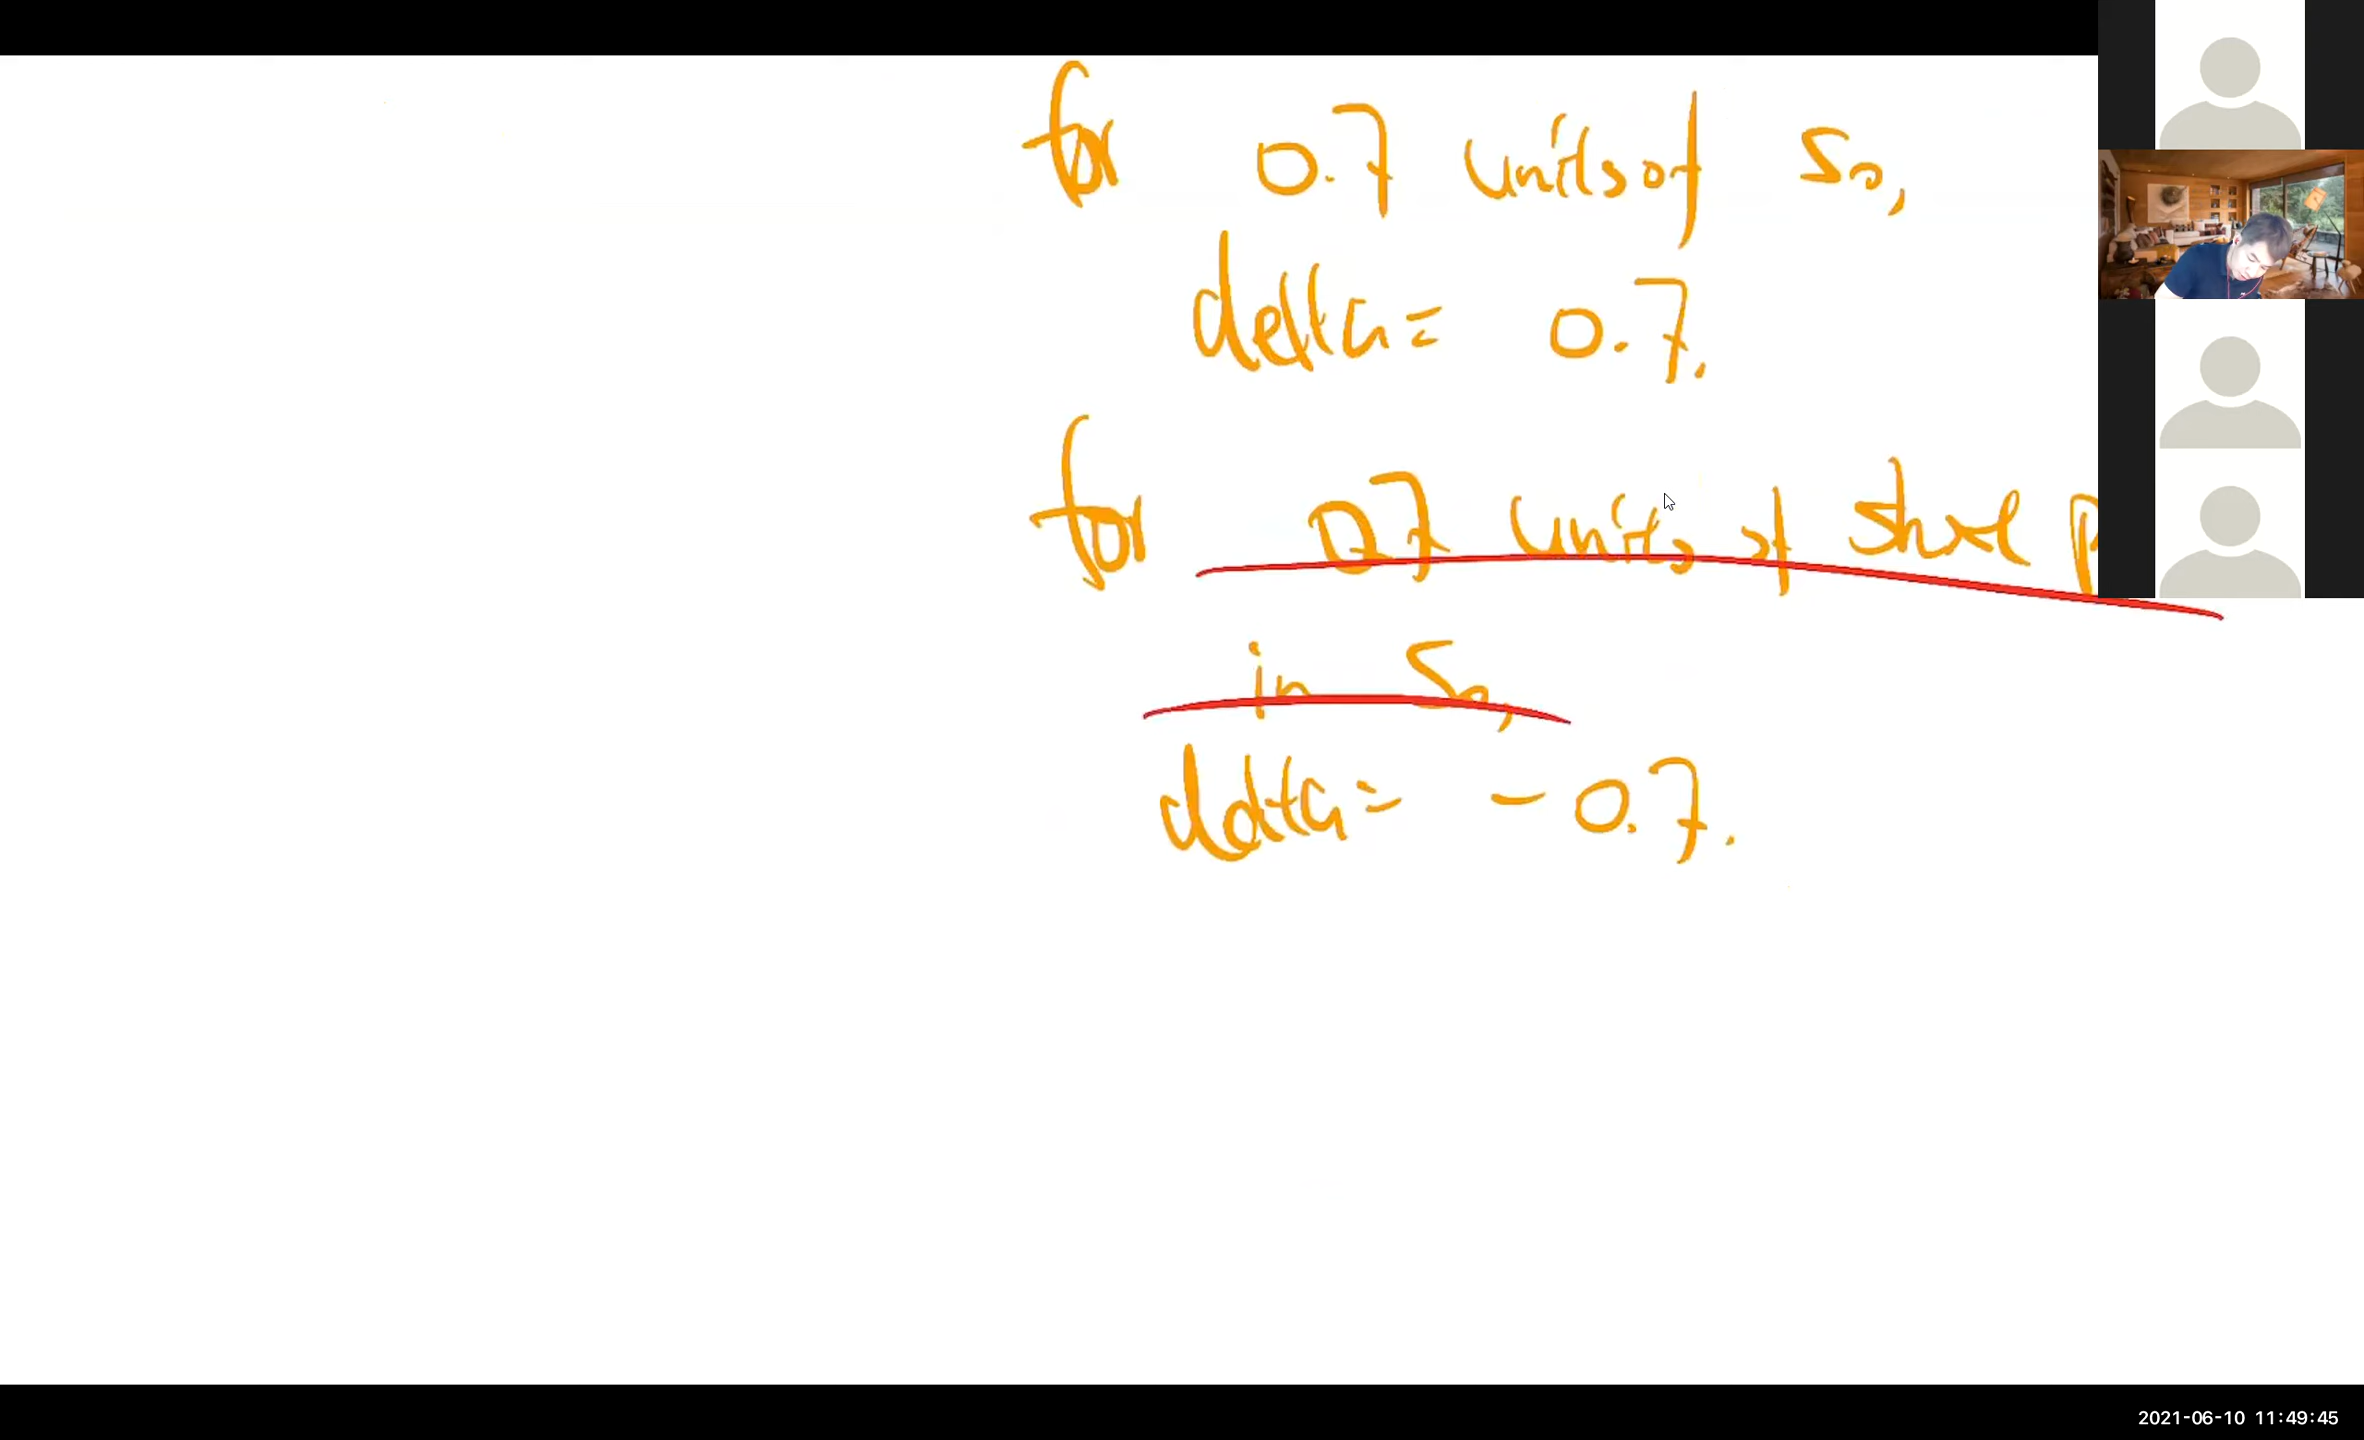 for 0.7 units of S0,
delta = 0.7.
for 0.7 units of short p
in S0,
delta = -0.7.
2021-06-10 11:49:45